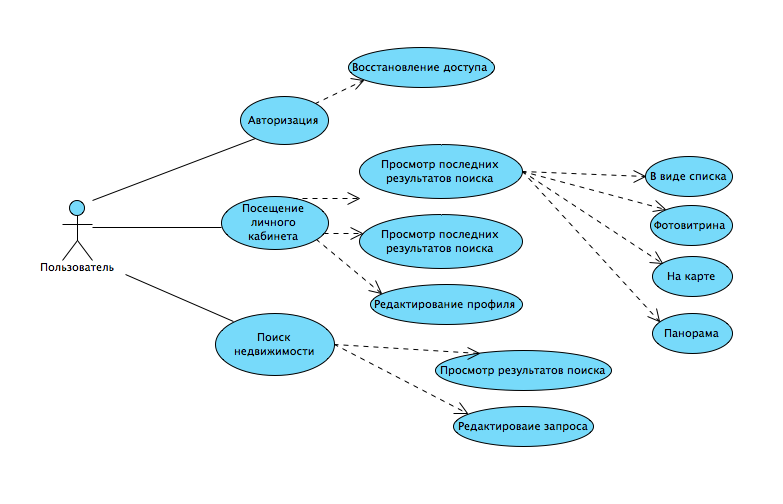 Восстановление доступа
Авторизация
Просмотр последних
результатов поиска
В виде списка
Посещение
личного
кабинета
Фотовитрина
Просмотр последних
результатов поиска
Пользователь
На карте
Редактирование профиля
Панорама
Поиск
недвижимости
Просмотр результатов поиска
Редактироваие запроса